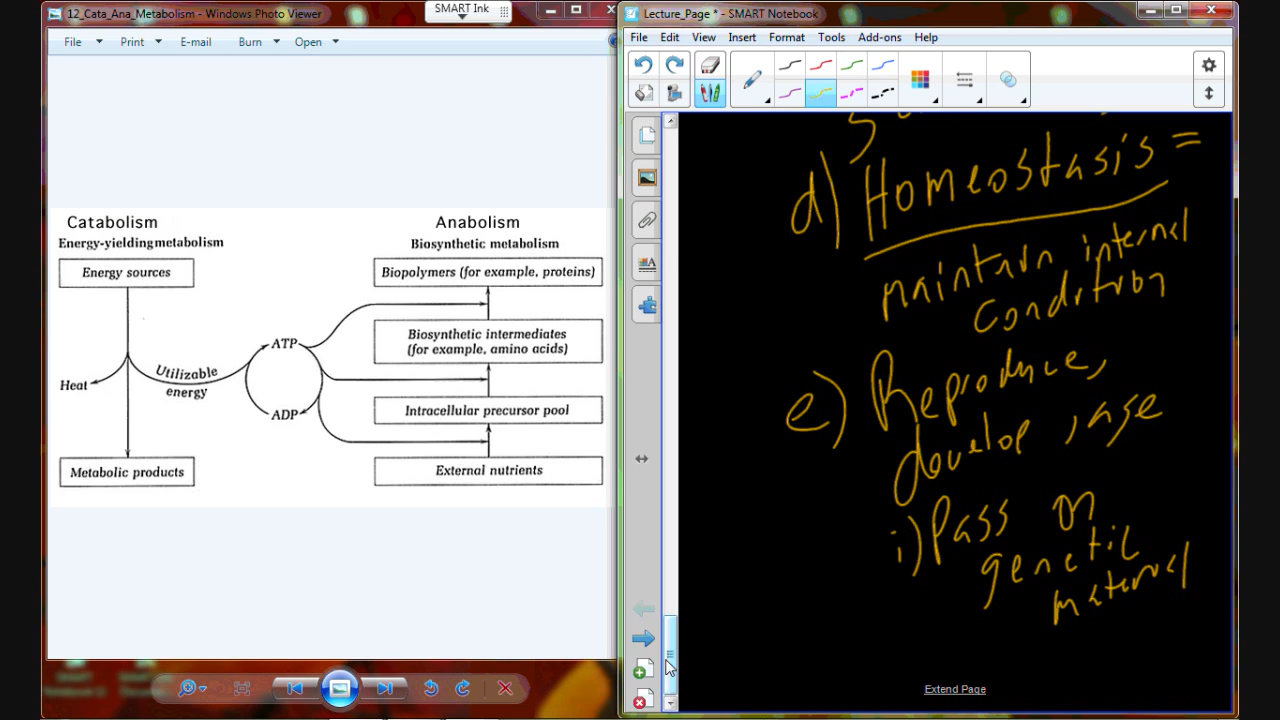 12_Cata_Ana_Metabolism - Windows Photo Viewer
SMART Ink
File Print E-mail Burn Open
Catabolism
Energy-yielding metabolism
Energy sources
Heat
Utilizable
energy
Metabolic products
ATP
ADP
Anabolism
Biosynthetic metabolism
Biopolymers (for example, proteins)
Biosynthetic intermediates
(for example, amino acids)
Intracellular precursor pool
External nutrients
Lecture_Page * - SMART Notebook
File Edit View Insert Format Tools Add-ons Help
d) Homeostasis =
maintain internal
condition
e) Reproduce,
develop, age
i) Pass on
genetic
material
Extend Page